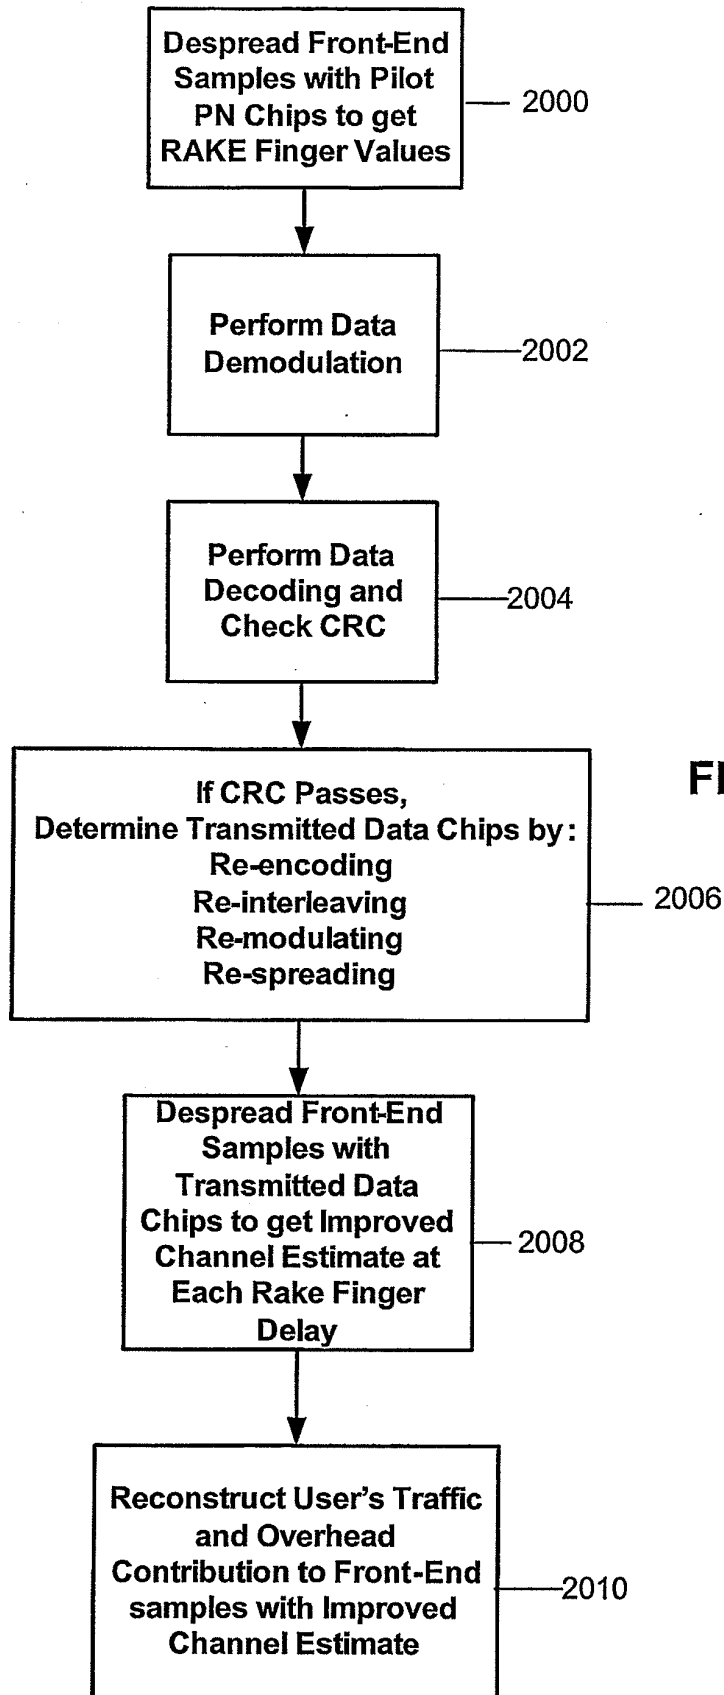 Despread Front-End
Samples with Pilot
PN Chips to get
RAKE Finger Values
2000
Perform Data
Demodulation
2002
Perform Data
Decoding and
Check CRC
2004
If CRC Passes,
Determine Transmitted Data Chips by:
Re-encoding
Re-interleaving
Re-modulating
Re-spreading
2006
FI
Despread Front-End
Samples with
Transmitted Data
Chips to get Improved
Channel Estimate at
Each Rake Finger
Delay
2008
Reconstruct User's Traffic
and Overhead
Contribution to Front-End
samples with Improved
Channel Estimate
2010